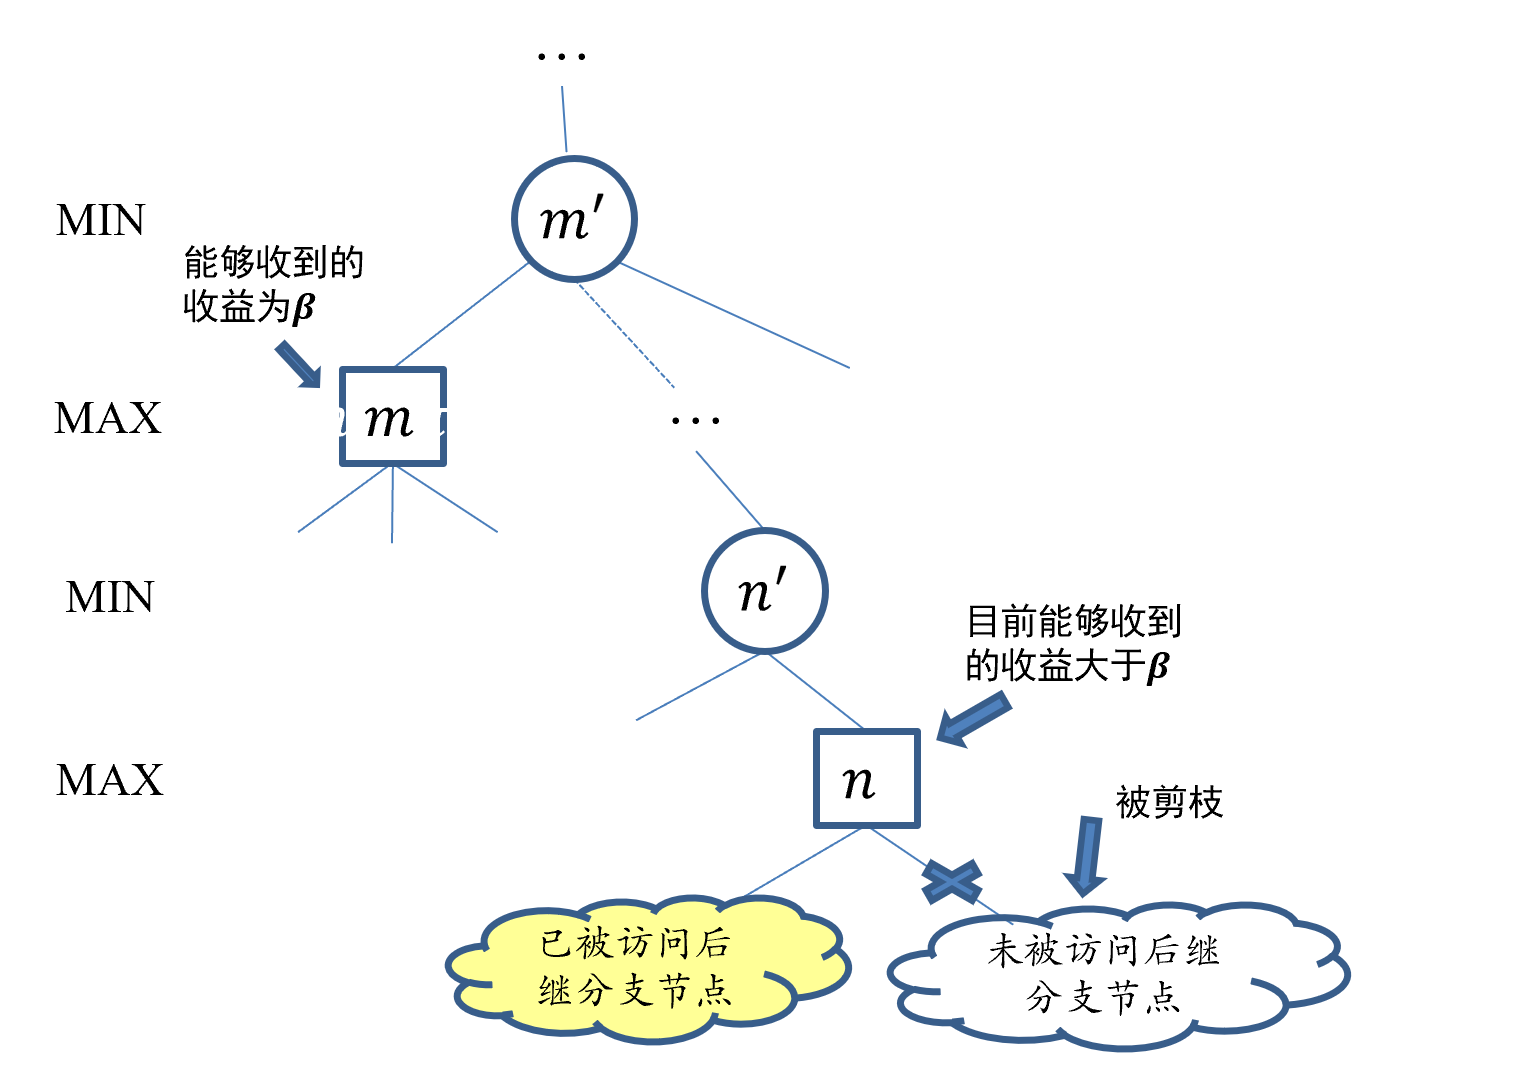 …
MIN
m′
能够收到的
收益为β
MAX
m
…
MIN
n′
目前能够收到
的收益大于β
MAX
n
被剪枝
已被访问后
继分支节点
未被访问后继
分支节点